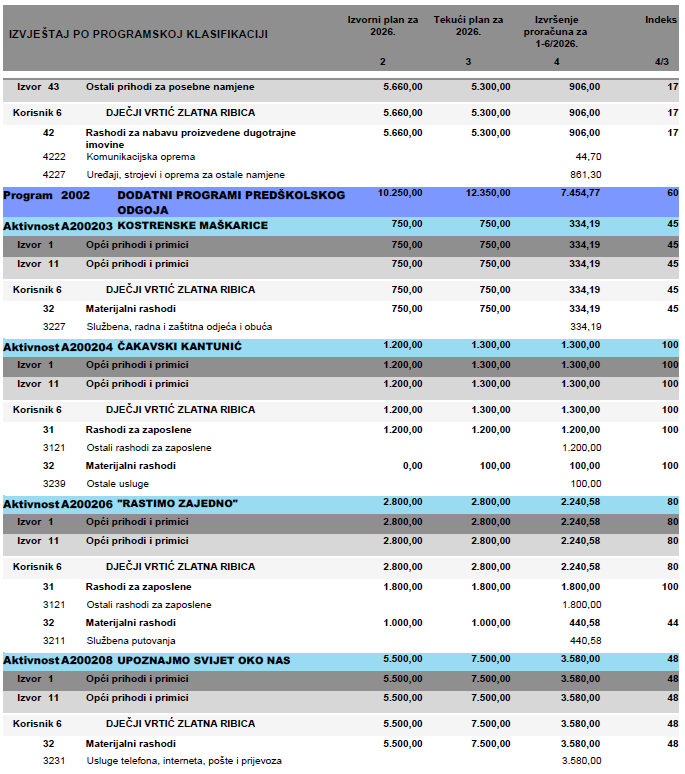 IZVJEŠTAJ PO PROGRAMSKOJ KLASIFIKACIJI Izvorni plan za 2026. Tekući plan za 2026. Izvršenje proračuna za 1-6/2026. Indeks
2 3 4 4/3
Izvor 43 Ostali prihodi za posebne namjene 5.660,00 5.300,00 906,00 17
Korisnik 6 DJEČJI VRTIĆ ZLATNA RIBICA 5.660,00 5.300,00 906,00 17
42 Rashodi za nabavu proizvedene dugotrajne 5.660,00 5.300,00 906,00 17
imovine
4222 Komunikacijska oprema 44,70
4227 Uređaji, strojevi i oprema za ostale namjene 861,30
Program 2002 DODATNI PROGRAMI PREDŠKOLSKOG 10.250,00 12.350,00 7.454,77 60
ODGOJA
Aktivnost A200203 KOSTRENSKE MAŠKARICE 750,00 750,00 334,19 45
Izvor 1 Opći prihodi i primici 750,00 750,00 334,19 45
Izvor 11 Opći prihodi i primici 750,00 750,00 334,19 45
Korisnik 6 DJEČJI VRTIĆ ZLATNA RIBICA 750,00 750,00 334,19 45
32 Materijalni rashodi 750,00 750,00 334,19 45
3227 Službena, radna i zaštitna odjeća i obuća 334,19
Aktivnost A200204 ČAKAVSKI KANTUNIĆ 1.200,00 1.300,00 1.300,00 100
Izvor 1 Opći prihodi i primici 1.200,00 1.300,00 1.300,00 100
Izvor 11 Opći prihodi i primici 1.200,00 1.300,00 1.300,00 100
Korisnik 6 DJEČJI VRTIĆ ZLATNA RIBICA 1.200,00 1.300,00 1.300,00 100
31 Rashodi za zaposlene 1.200,00 1.200,00 1.200,00 100
3121 Ostali rashodi za zaposlene 1.200,00
32 Materijalni rashodi 0,00 100,00 100,00 100
3239 Ostale usluge 100,00
Aktivnost A200206 "RASTIMO ZAJEDNO" 2.800,00 2.800,00 2.240,58 80
Izvor 1 Opći prihodi i primici 2.800,00 2.800,00 2.240,58 80
Izvor 11 Opći prihodi i primici 2.800,00 2.800,00 2.240,58 80
Korisnik 6 DJEČJI VRTIĆ ZLATNA RIBICA 2.800,00 2.800,00 2.240,58 80
31 Rashodi za zaposlene 1.800,00 1.800,00 1.800,00 100
3121 Ostali rashodi za zaposlene 1.800,00
32 Materijalni rashodi 1.000,00 1.000,00 440,58 44
3211 Službena putovanja 440,58
Aktivnost A200208 UPOZNAJMO SVIJET OKO NAS 5.500,00 7.500,00 3.580,00 48
Izvor 1 Opći prihodi i primici 5.500,00 7.500,00 3.580,00 48
Izvor 11 Opći prihodi i primici 5.500,00 7.500,00 3.580,00 48
Korisnik 6 DJEČJI VRTIĆ ZLATNA RIBICA 5.500,00 7.500,00 3.580,00 48
32 Materijalni rashodi 5.500,00 7.500,00 3.580,00 48
3231 Usluge telefona, interneta, pošte i prijevoza 3.580,00